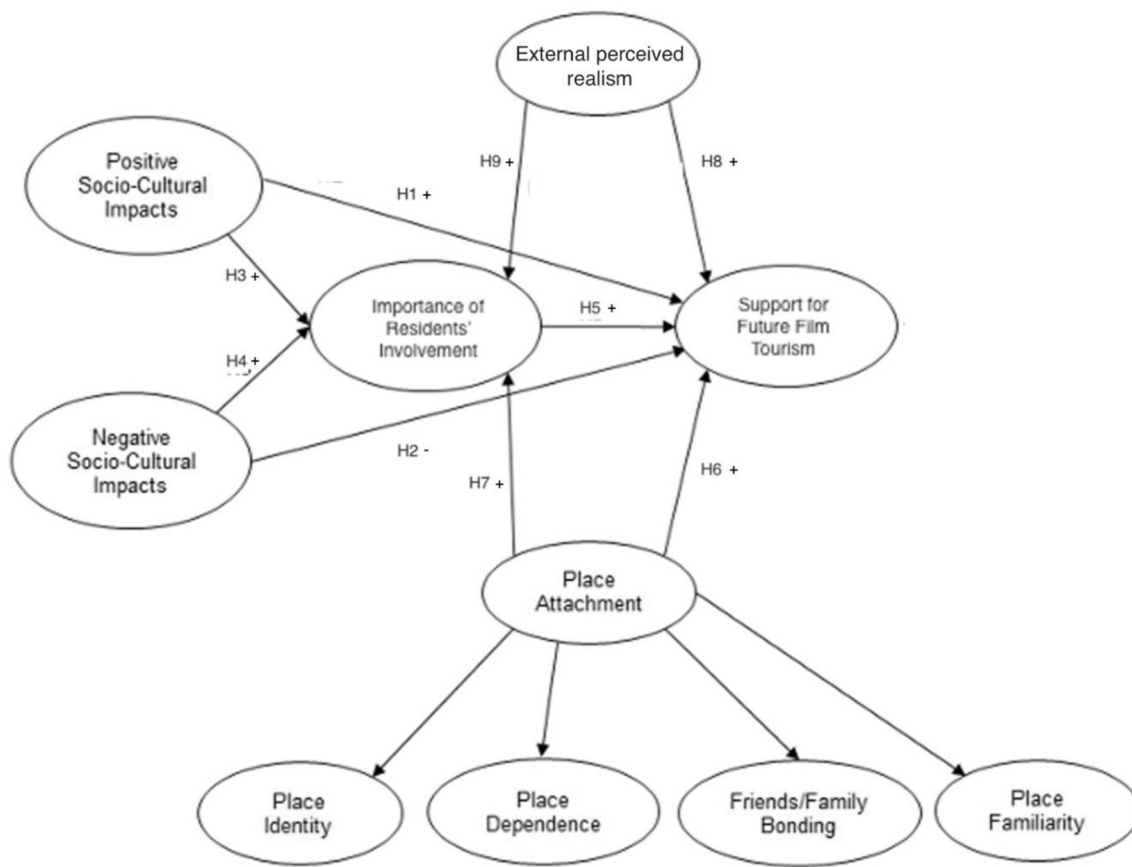 External perceived
realism
Positive
Socio-Cultural
Impacts
H9 +
H8 +
H1 +
H3 +
Importance of
Residents'
Involvement
H5 +
Support for
Future Film
Tourism
H4 +
Negative
Socio-Cultural
Impacts
H2 -
H7 +
H6 +
Place
Attachment
Place
Identity
Place
Dependence
Friends/Family
Bonding
Place
Familiarity